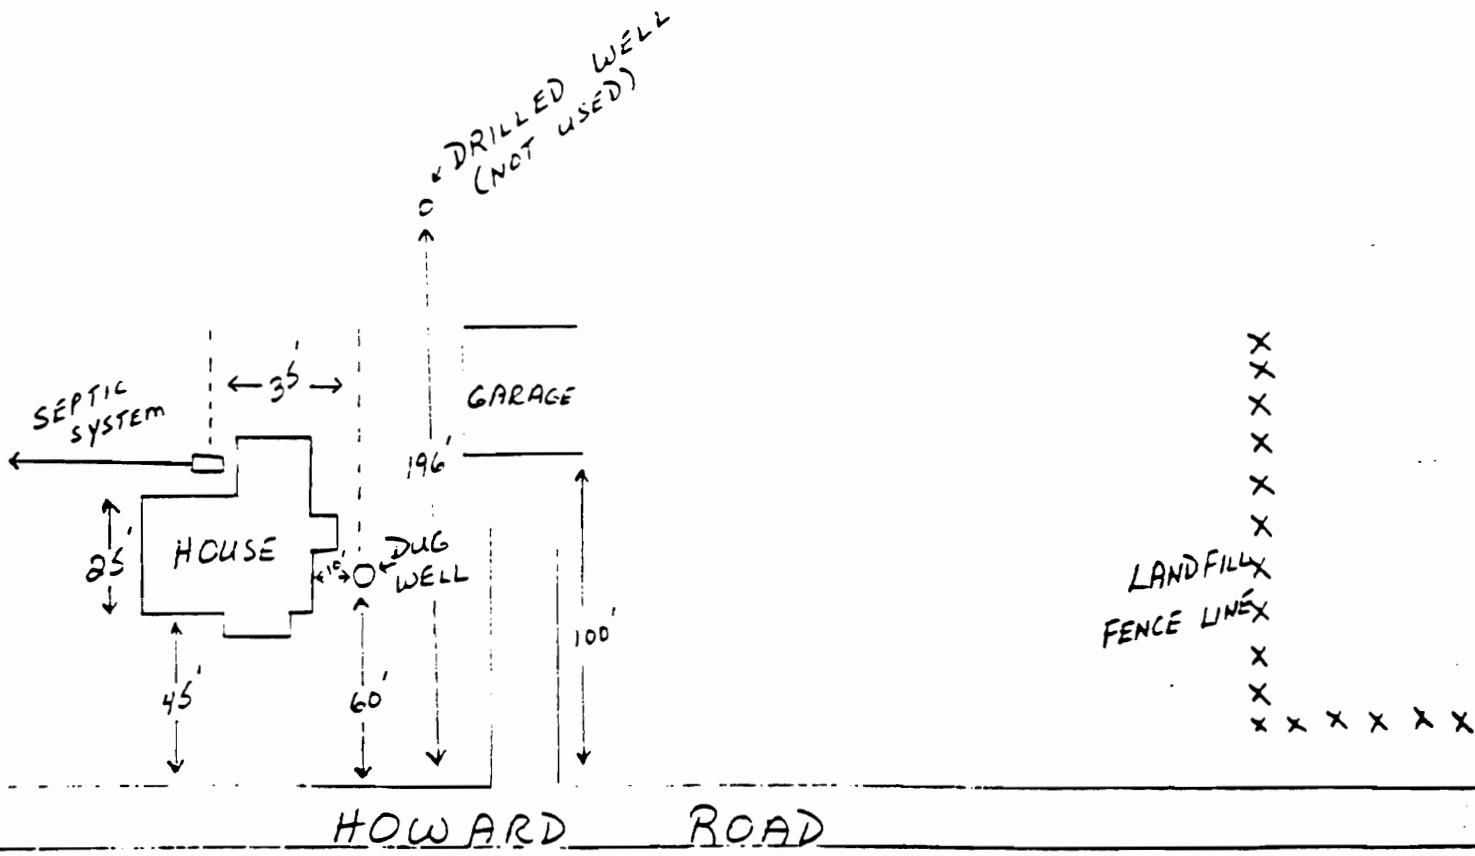 DRILLED WELL
(NOT USED)
35'
GARAGE
SEPTIC
SYSTEM
196'
25'
HOUSE
10'
DUG
WELL
LANDFILL
FENCE LINE
100'
45'
60'
HOWARD ROAD